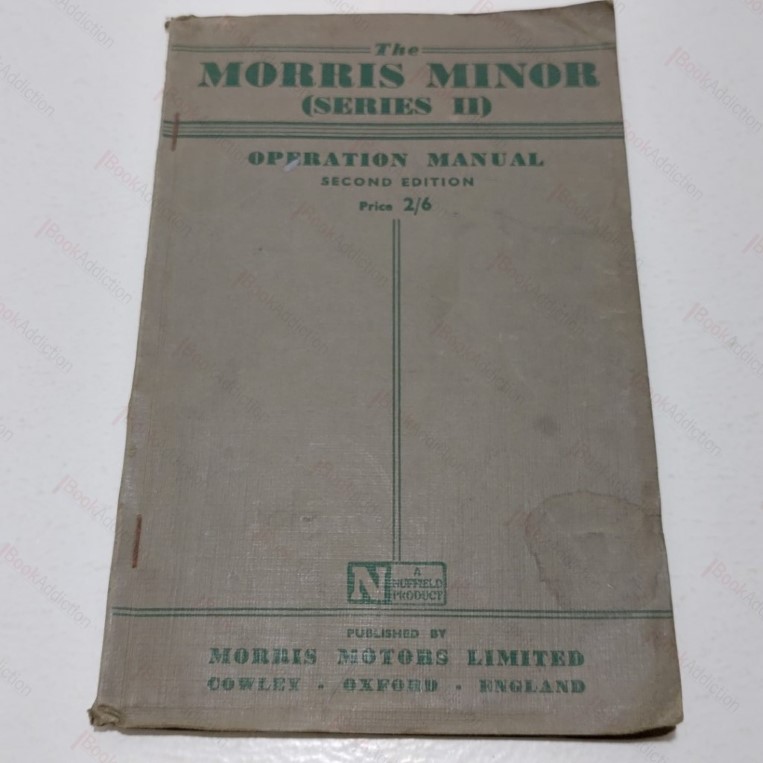 The
MORRIS MINOR
(SERIES II)
OPERATION MANUAL
SECOND EDITION
Price 2/6
N
A
NUFFIELD
PRODUCT
PUBLISHED BY
MORRIS MOTORS LIMITED
COWLEY · OXFORD · ENGLAND
BookAddiction